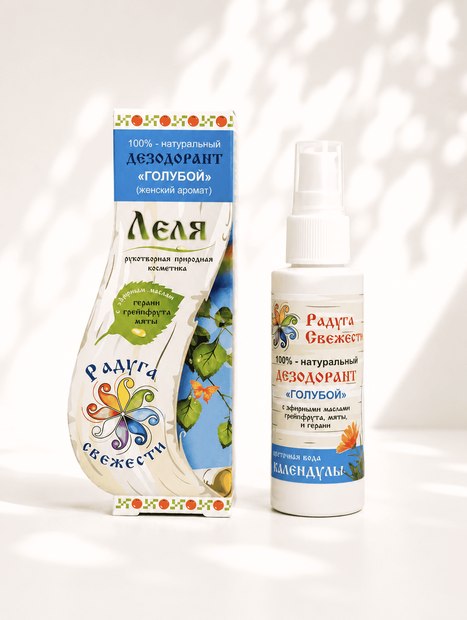 100% - натуральный
ДЕЗОДОРАНТ
«ГОЛУБОЙ»
(женский аромат)
Леля
рукотворная природная
косметика
с эфирными маслами
герани
грейпфрута
мяты
Радуга
свежести
Радуга
Свежести
100% - натуральный
ДЕЗОДОРАНТ
«ГОЛУБОЙ»
с эфирными маслами
грейпфрута, мяты,
и герани
цветочная вода
КАЛЕНДУЛЫ